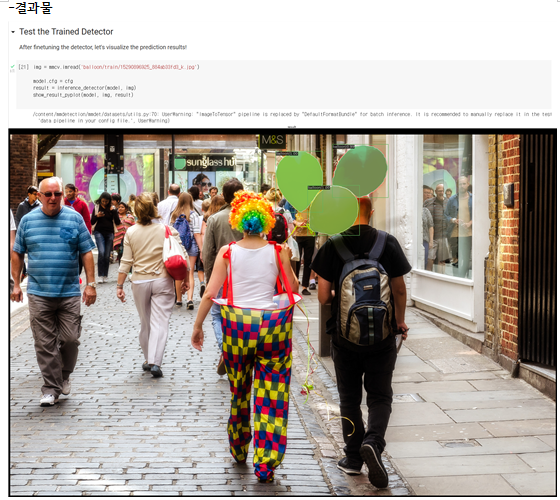 -결과물
Test the Trained Detector
After finetuning the detector, let's visualize the prediction results!
[21] img = mmcv.imread('balloon/train/
model.cfg = cfg
result = inference_detector(model, img)
show_result_pyplot(model, img, result)
/content/mmdetection/mmdet/datasets/utils.py:70: UserWarning: "ImageToTensor" pipeline is replaced by "DefaultFormatBundle" for batch inference. It is recommended to manually replace it in the test
'data pipeline in your config file.', UserWarning)
M&S
sunglass hut